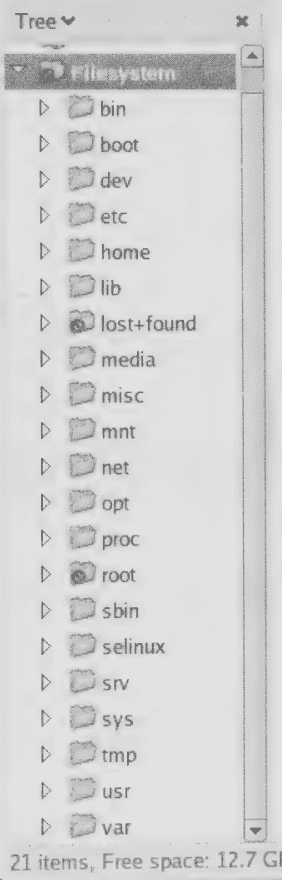 Tree
Filesystem
bin
boot
dev
etc
home
lib
lost+found
media
misc
mnt
net
opt
proc
root
sbin
selinux
srv
sys
tmp
usr
var
21 items, Free space: 12.7 G